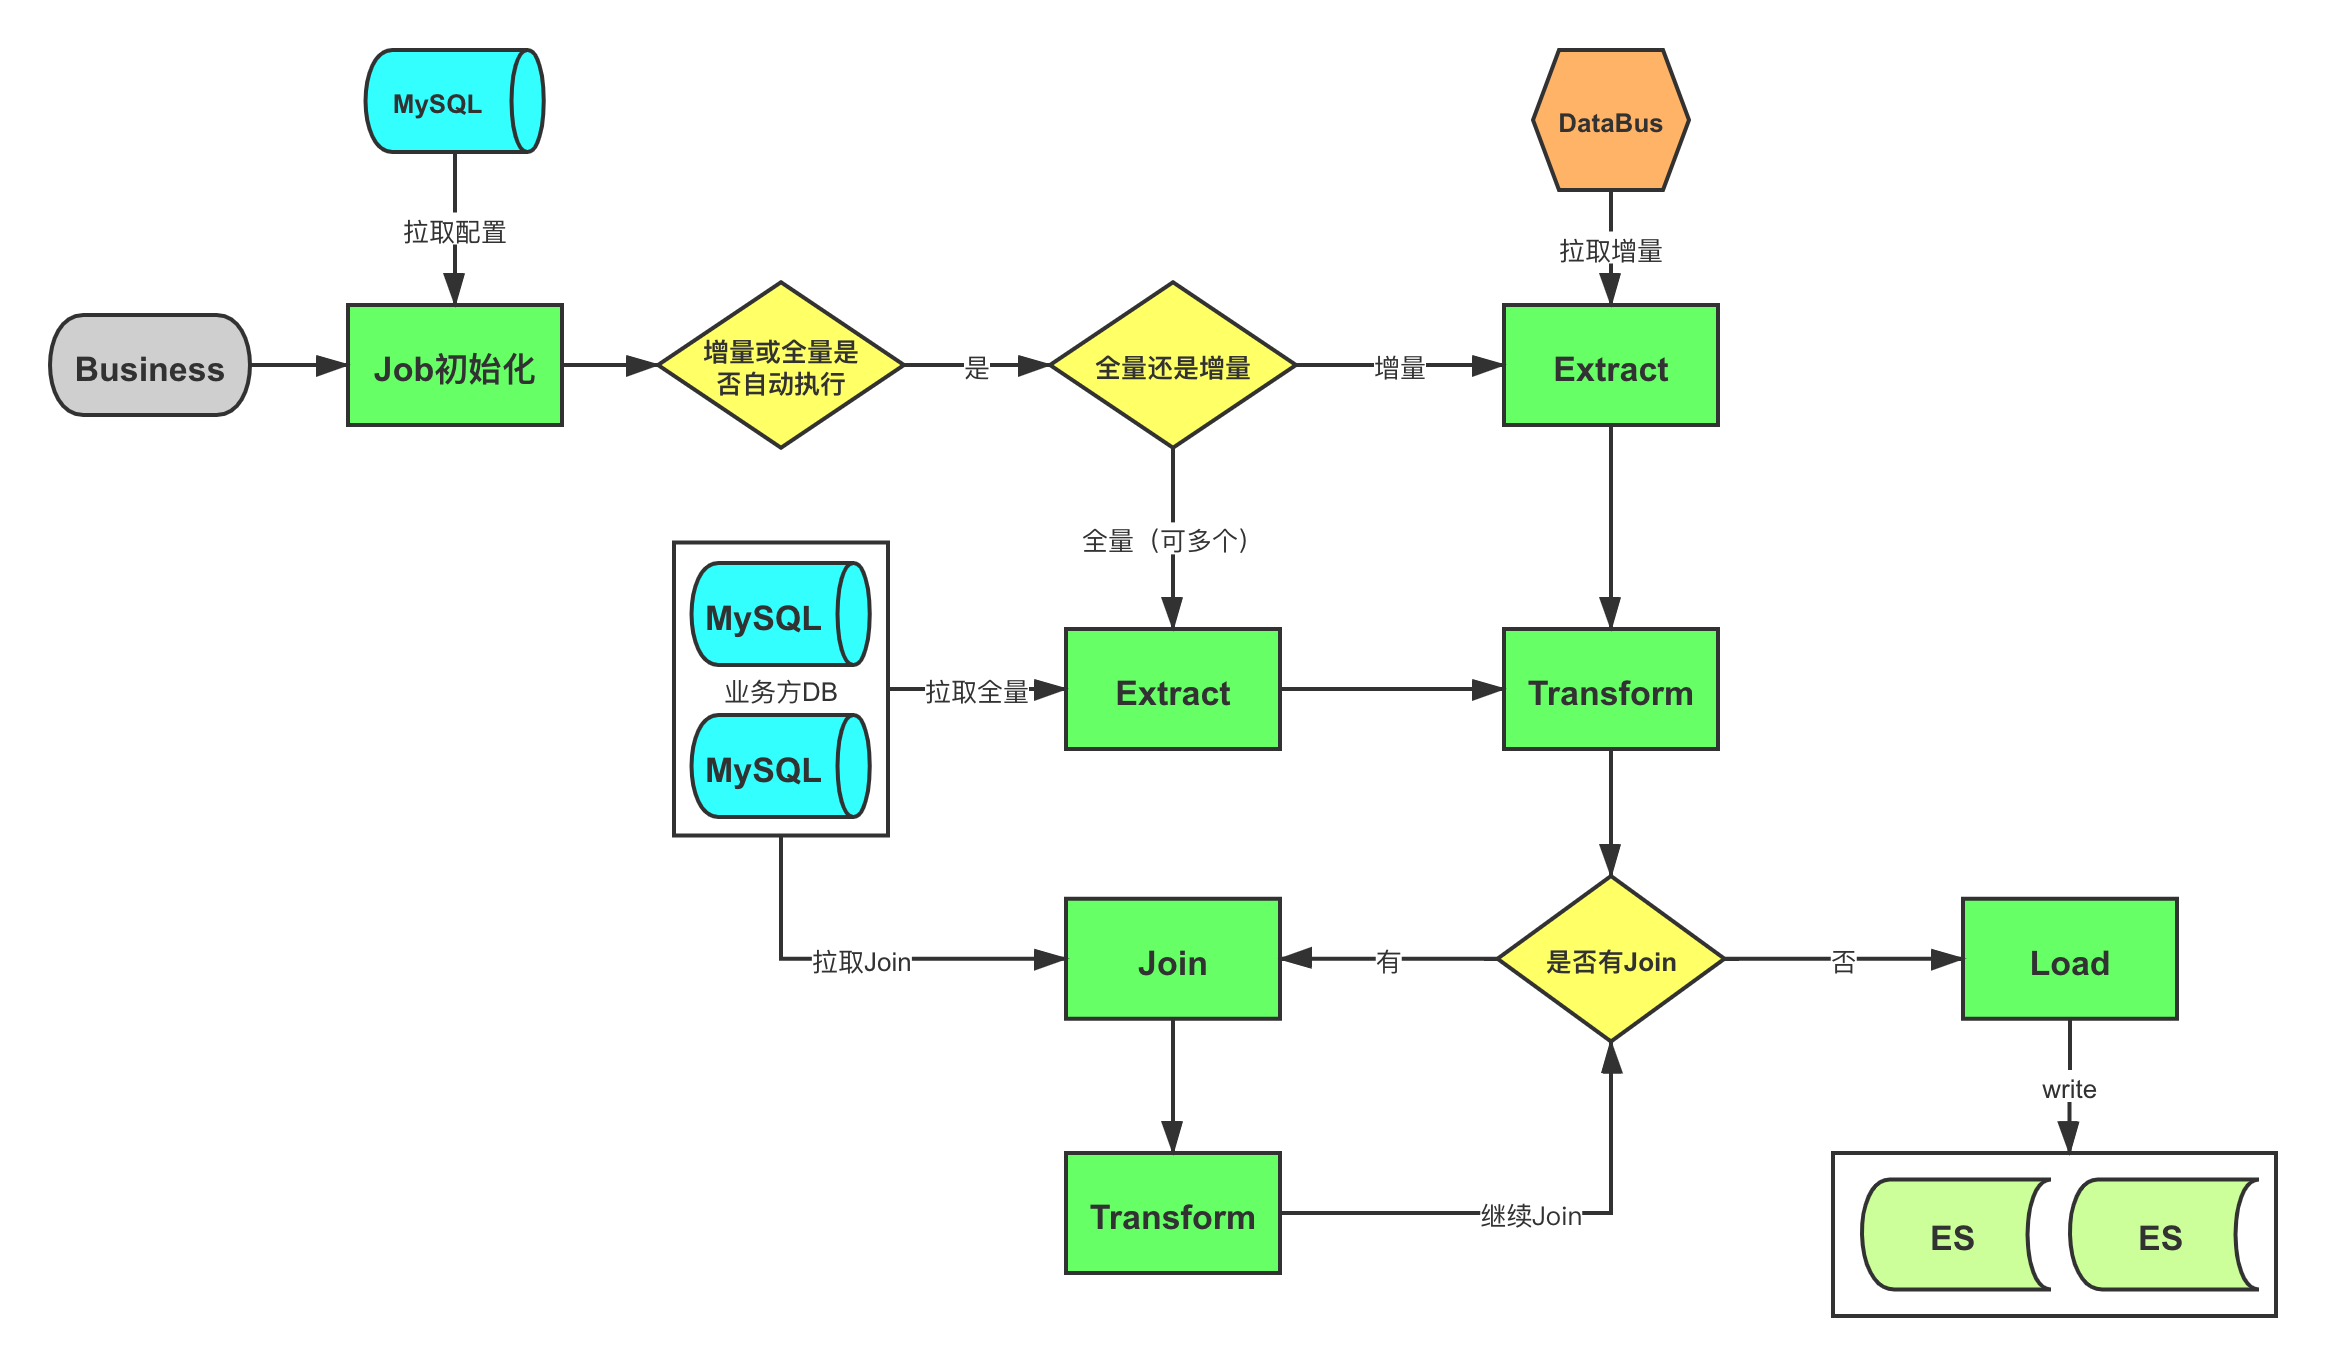 MySQL
DataBus
拉取配置
拉取增量
Business
Job初始化
增量或全量是
否自动执行
是
全量还是增量
增量
Extract
全量（可多个）
MySQL
业务方DB
MySQL
拉取全量
Extract
Transform
拉取Join
Join
有
是否有Join
否
Load
write
Transform
继续Join
ES
ES